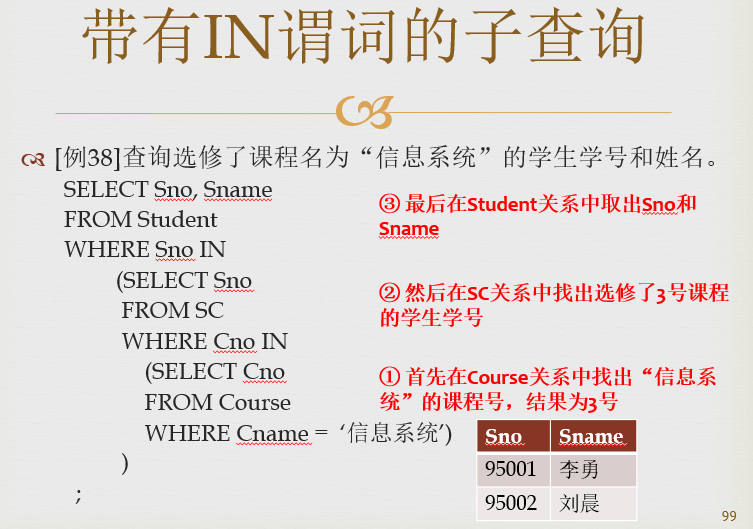 带有IN谓词的子查询
[例38]查询选修了课程名为“信息系统”的学生学号和姓名。
SELECT Sno, Sname
FROM Student
WHERE Sno IN
(SELECT Sno
FROM SC
WHERE Cno IN
(SELECT Cno
FROM Course
WHERE Cname = ‘信息系统’)
)
;
③ 最后在Student关系中取出Sno和
Sname
② 然后在SC关系中找出选修了3号课程
的学生学号
① 首先在Course关系中找出“信息系
统”的课程号，结果为3号
Sno Sname
95001 李勇
95002 刘晨
99